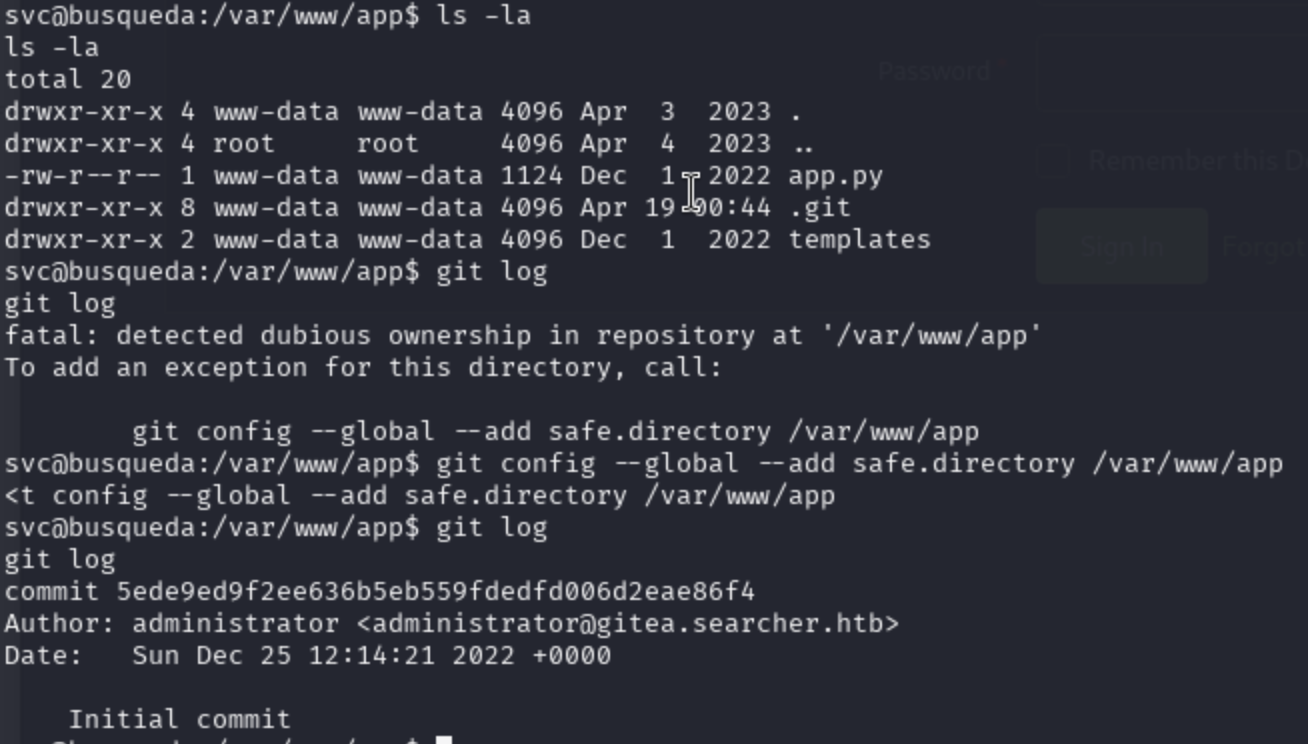 svc@busqueda:/var/www/app$ ls -la
ls -la
total 20
drwxr-xr-x 4 www-data www-data 4096 Apr  3  2023 .
drwxr-xr-x 4 root     root     4096 Apr  4  2023 ..
-rw-r--r-- 1 www-data www-data 1124 Dec  1  2022 app.py
drwxr-xr-x 8 www-data www-data 4096 Apr 19 00:44 .git
drwxr-xr-x 2 www-data www-data 4096 Dec  1  2022 templates
svc@busqueda:/var/www/app$ git log
git log
fatal: detected dubious ownership in repository at '/var/www/app'
To add an exception for this directory, call:
        git config --global --add safe.directory /var/www/app
svc@busqueda:/var/www/app$ git config --global --add safe.directory /var/www/app
<t config --global --add safe.directory /var/www/app
svc@busqueda:/var/www/app$ git log
git log
commit 5ede9ed9f2ee636b5eb559fdedfd006d2eae86f4
Author: administrator <administrator@gitea.searcher.htb>
Date:   Sun Dec 25 12:14:21 2022 +0000
    Initial commit
Password
Remember this D
Sign In
Forgo